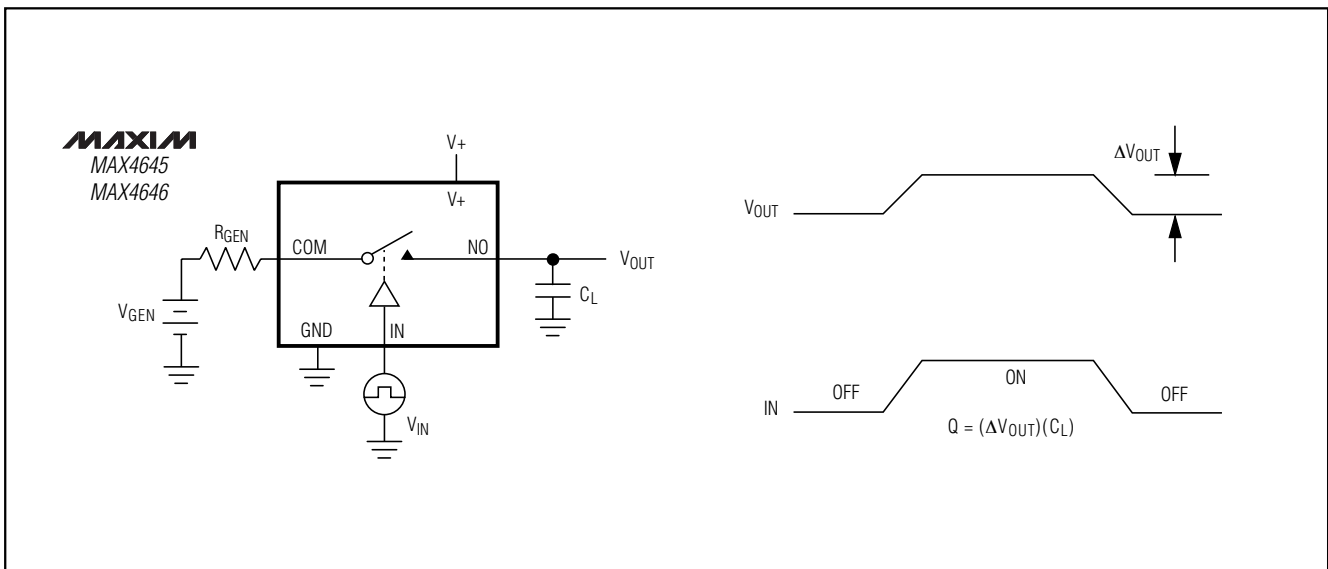 MAXIM
MAX4645
MAX4646
V+
V+
RGEN
COM
NO
VOUT
CL
VGEN
GND
IN
VIN
ΔVOUT
VOUT
OFF
ON
OFF
IN
Q = (ΔVOUT)(CL)